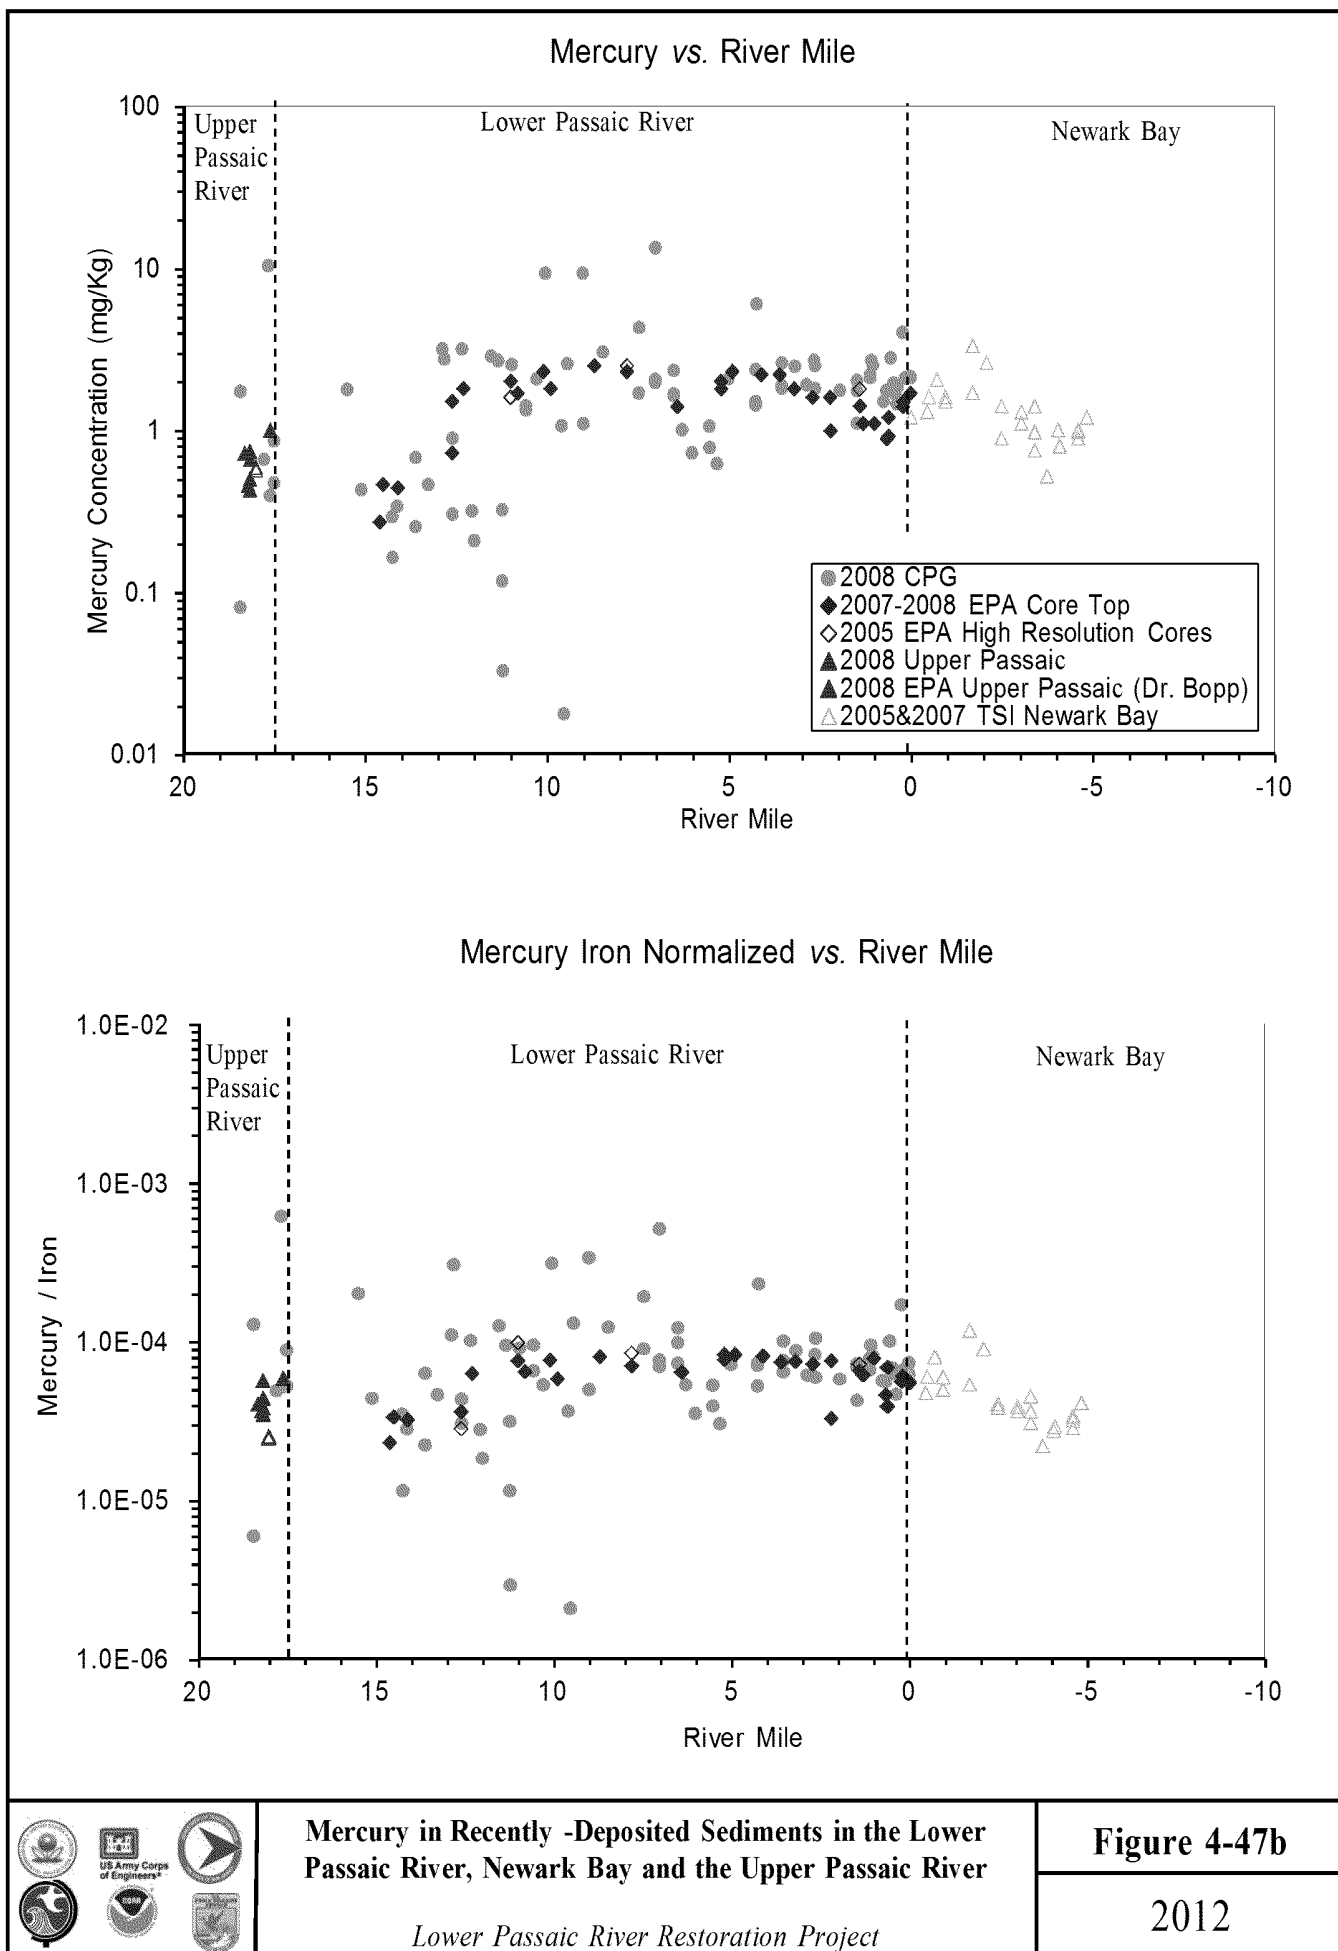 Mercury vs. River Mile
100
10
1
0.1
0.01
Mercury Concentration (mg/Kg)
Upper
Passaic
River
Lower Passaic River
Newark Bay
2008 CPG
2007-2008 EPA Core Top
2005 EPA High Resolution Cores
2008 Upper Passaic
2008 EPA Upper Passaic (Dr. Bopp)
2005&2007 TSI Newark Bay
20 15 10 5 0 -5 -10
River Mile
Mercury Iron Normalized vs. River Mile
1.0E-02
1.0E-03
1.0E-04
1.0E-05
1.0E-06
Mercury / Iron
Upper
Passaic
River
Lower Passaic River
Newark Bay
20 15 10 5 0 -5 -10
River Mile
US Army Corps
of Engineers®
Mercury in Recently -Deposited Sediments in the Lower
Passaic River, Newark Bay and the Upper Passaic River
Lower Passaic River Restoration Project
Figure 4-47b
2012